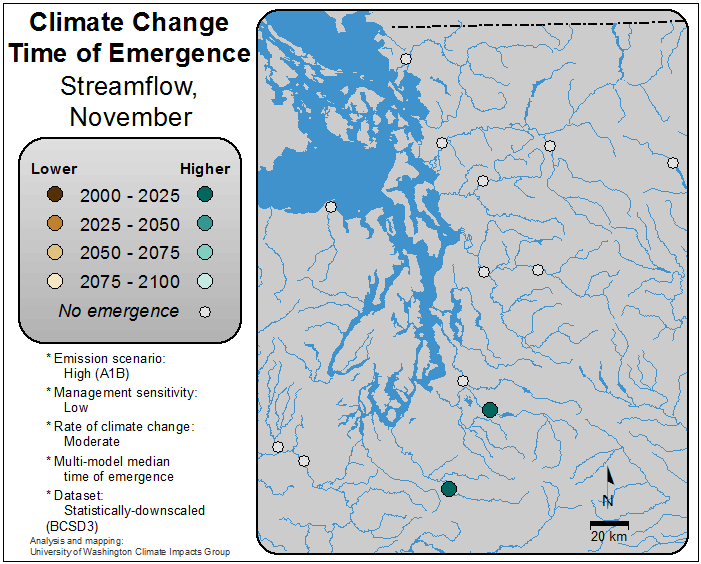 Climate Change
Time of Emergence
Streamflow,
November
Lower Higher
2000 - 2025
2025 - 2050
2050 - 2075
2075 - 2100
No emergence
* Emission scenario:
High (A1B)
* Management sensitivity:
Low
* Rate of climate change:
Moderate
* Multi-model median
time of emergence
* Dataset:
Statistically-downscaled
(BCSD3)
Analysis and mapping:
University of Washington Climate Impacts Group
N
20 km